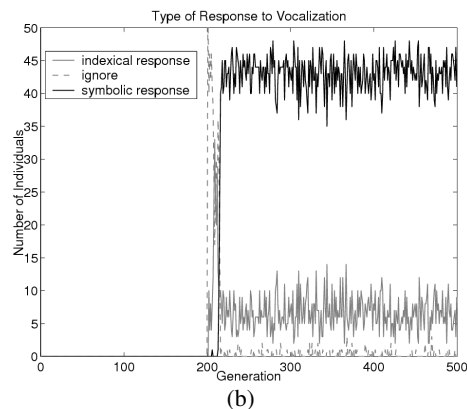 Type of Response to Vocalization
50
45
40
35
30
25
20
15
10
5
0
Number of Individuals
indexical response
ignore
symbolic response
0 100 200 300 400 500
Generation
(b)